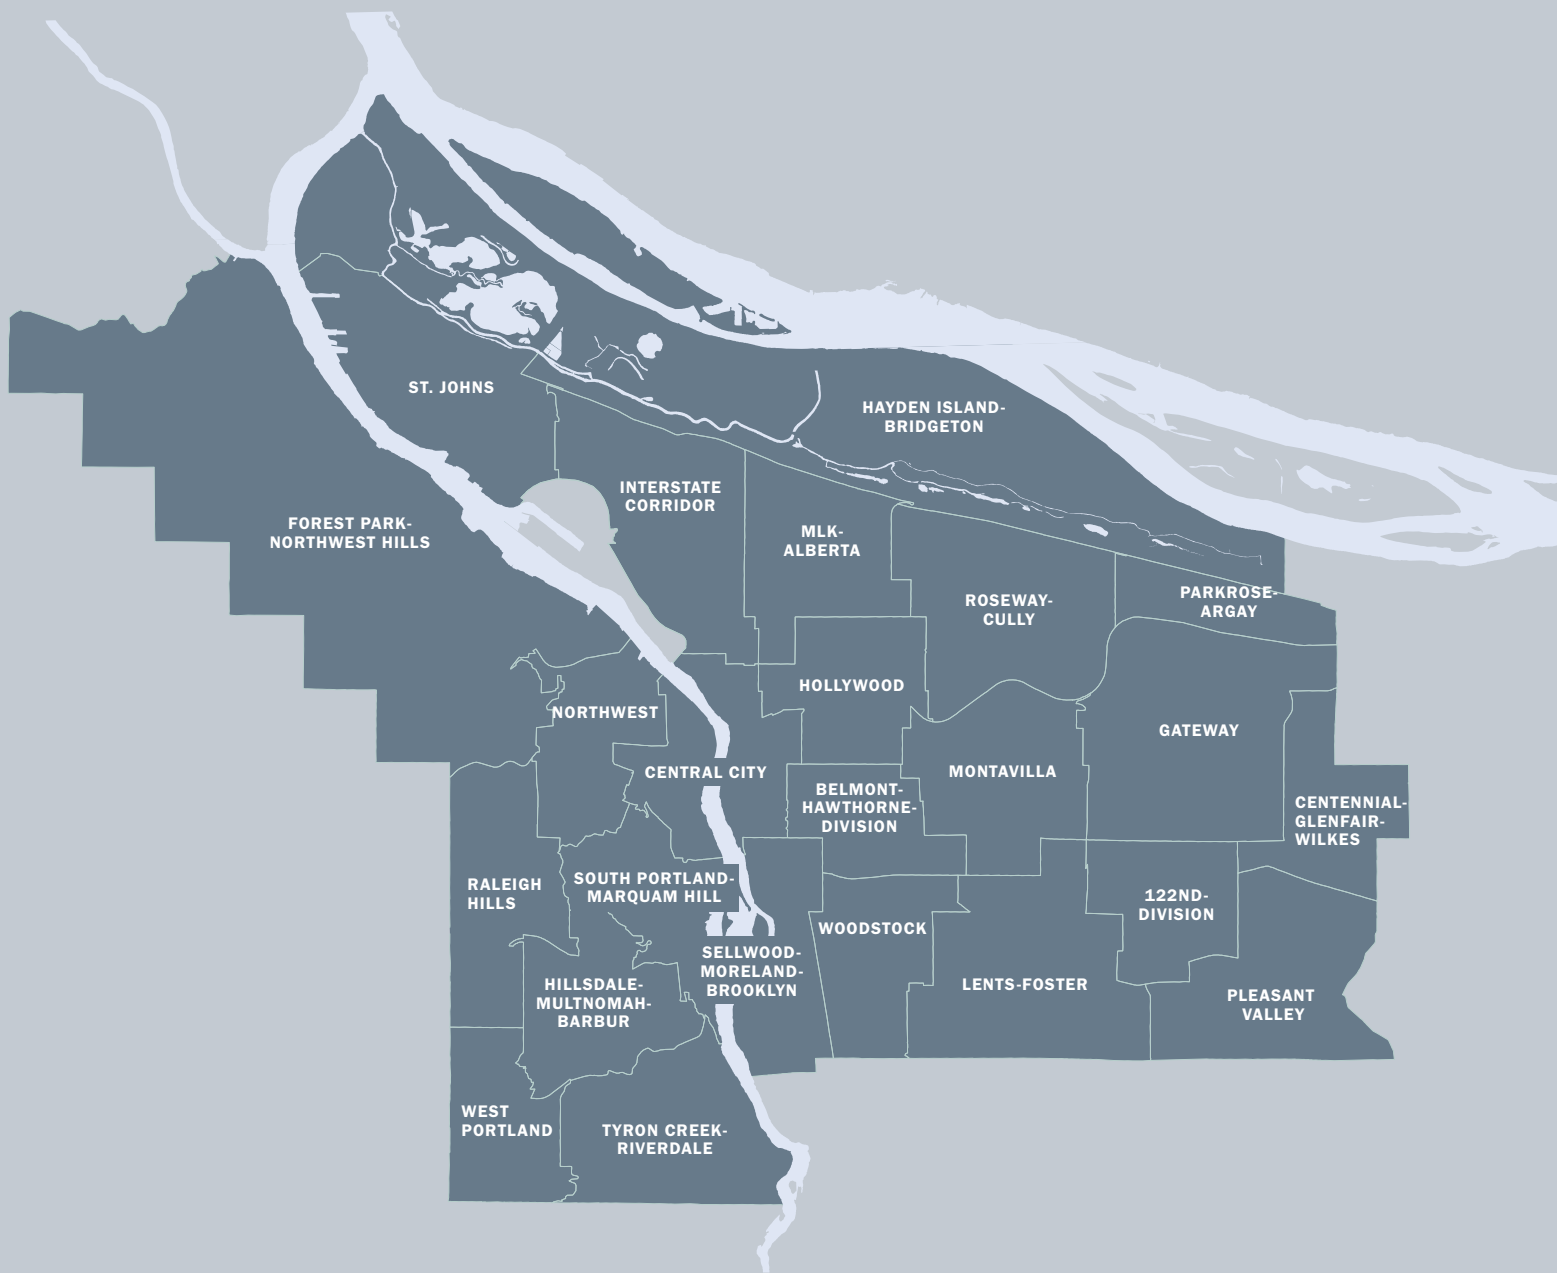 ST. JOHNS
HAYDEN ISLAND-
BRIDGETON
INTERSTATE
CORRIDOR
FOREST PARK-
NORTHWEST HILLS
MLK-
ALBERTA
ROSEWAY-
CULLY
PARKROSE-
ARGAY
HOLLYWOOD
NORTHWEST
GATEWAY
CENTRAL CITY
MONTAVILLA
BELMONT-
HAWTHORNE-
DIVISION
CENTENNIAL-
GLENFAIR-
WILKES
RALEIGH
HILLS
SOUTH PORTLAND-
MARQUAM HILL
122ND-
DIVISION
WOODSTOCK
SELLWOOD-
MORELAND-
BROOKLYN
HILLSDALE-
MULTNOMAH-
BARBUR
LENTS-FOSTER
PLEASANT
VALLEY
WEST
PORTLAND
TYRON CREEK-
RIVERDALE